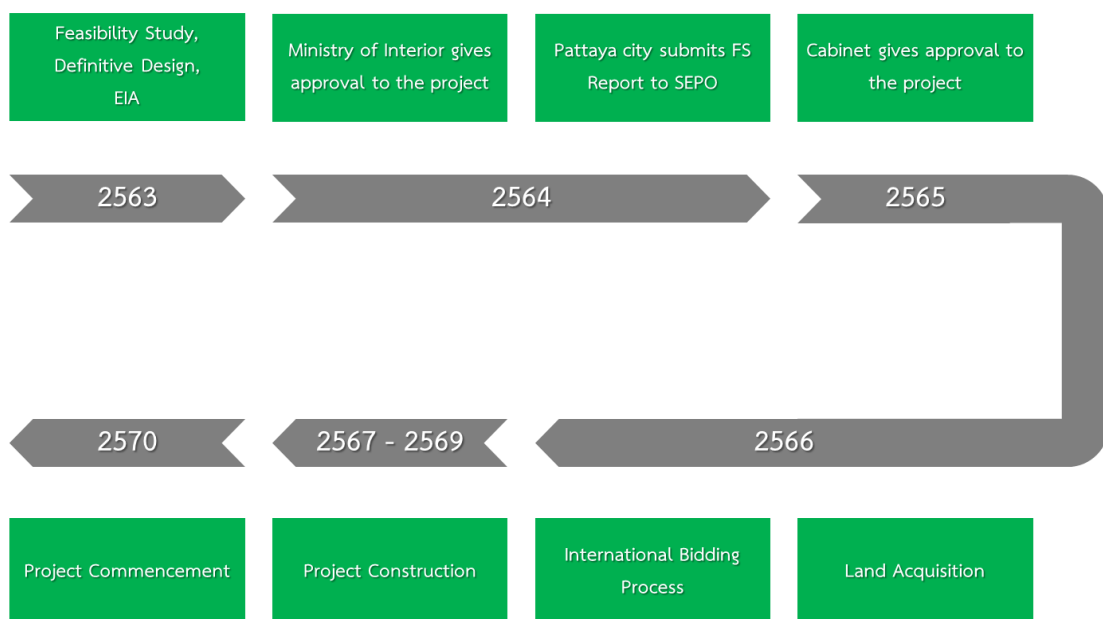 Feasibility Study,
Definitive Design,
EIA
Ministry of Interior gives
approval to the project
Pattaya city submits FS
Report to SEPO
Cabinet gives approval to
the project
2563
2564
2565
2570
2567 - 2569
2566
Project Commencement
Project Construction
International Bidding
Process
Land Acquisition